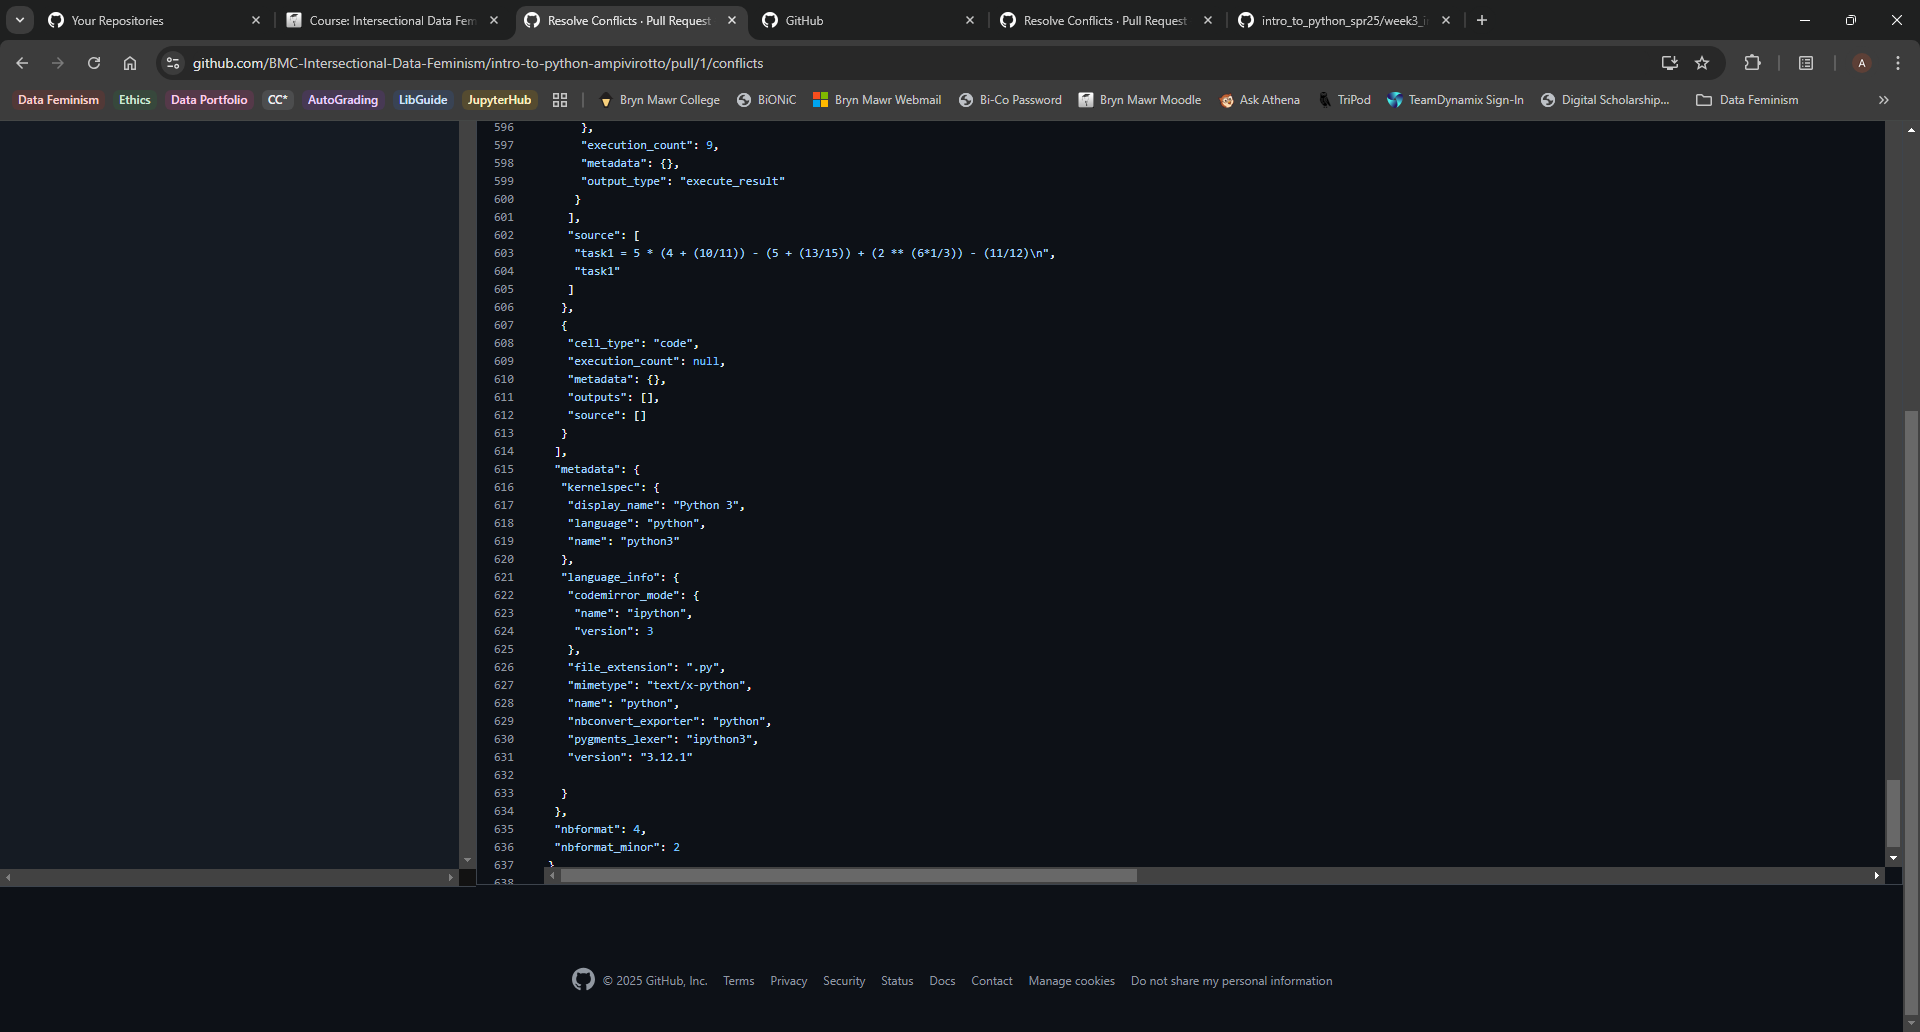 Your Repositories
Course: Intersectional Data Fem
Resolve Conflicts · Pull Request
GitHub
Resolve Conflicts · Pull Request
intro_to_python_spr25/week3_i
github.com/BMC-Intersectional-Data-Feminism/intro-to-python-ampivirotto/pull/1/conflicts
A
Data Feminism
Ethics
Data Portfolio
CC*
AutoGrading
LibGuide
JupyterHub
Bryn Mawr College
BiONiC
Bryn Mawr Webmail
Bi-Co Password
Bryn Mawr Moodle
Ask Athena
TriPod
TeamDynamix Sign-In
Digital Scholarship...
Data Feminism
»
596 },
597 "execution_count": 9,
598 "metadata": {},
599 "output_type": "execute_result"
600 }
601 ],
602 "source": [
603 "task1 = 5 * (4 + (10/11)) - (5 + (13/15)) + (2 ** (6*1/3)) - (11/12)\n",
604 "task1"
605 ]
606 },
607 {
608 "cell_type": "code",
609 "execution_count": null,
610 "metadata": {},
611 "outputs": [],
612 "source": []
613 }
614 ],
615 "metadata": {
616 "kernelspec": {
617 "display_name": "Python 3",
618 "language": "python",
619 "name": "python3"
620 },
621 "language_info": {
622 "codemirror_mode": {
623 "name": "ipython",
624 "version": 3
625 },
626 "file_extension": ".py",
627 "mimetype": "text/x-python",
628 "name": "python",
629 "nbconvert_exporter": "python",
630 "pygments_lexer": "ipython3",
631 "version": "3.12.1"
632
633 }
634 },
635 "nbformat": 4,
636 "nbformat_minor": 2
637 }
638
© 2025 GitHub, Inc.
Terms
Privacy
Security
Status
Docs
Contact
Manage cookies
Do not share my personal information